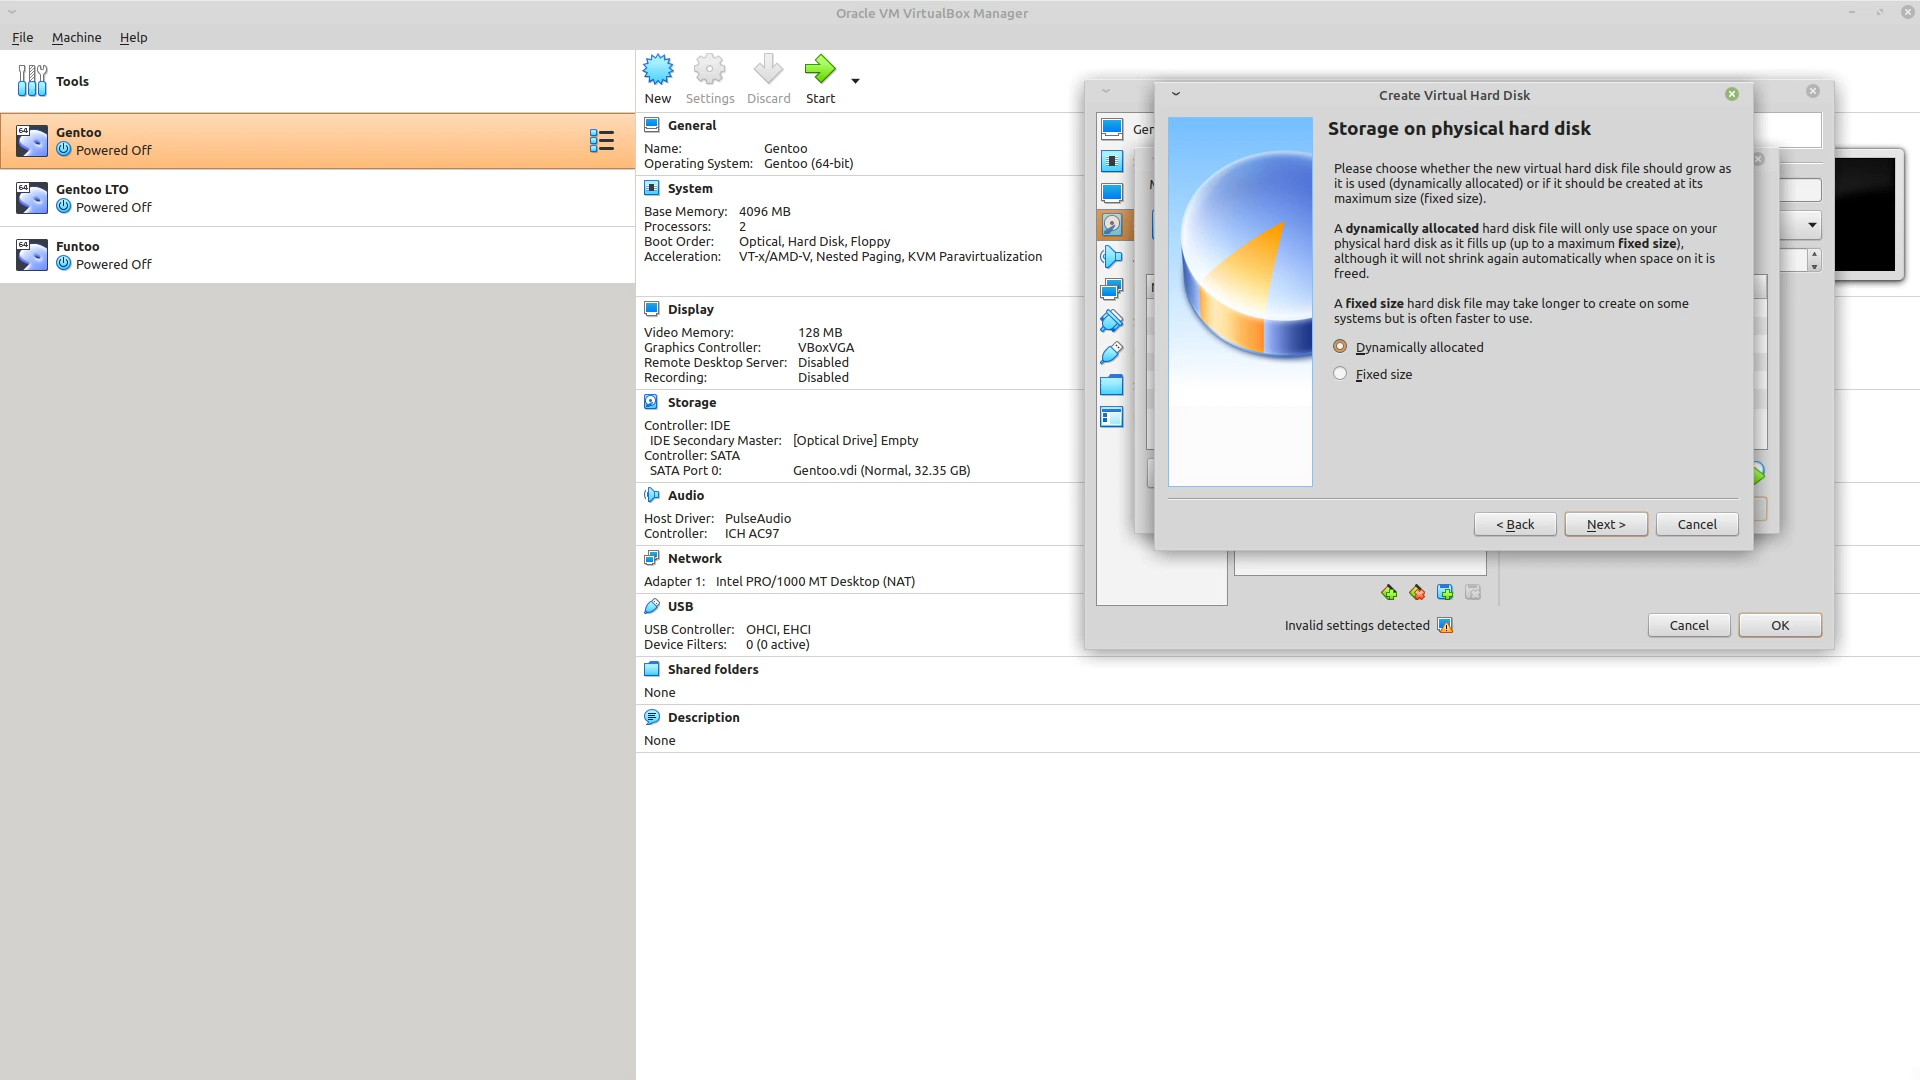 Oracle VM VirtualBox Manager
File Machine Help
Tools
Gentoo
Powered Off
Gentoo LTO
Powered Off
Funtoo
Powered Off
New Settings Discard Start
General
Name: Gentoo
Operating System: Gentoo (64-bit)
System
Base Memory: 4096 MB
Processors: 2
Boot Order: Optical, Hard Disk, Floppy
Acceleration: VT-x/AMD-V, Nested Paging, KVM Paravirtualization
Display
Video Memory: 128 MB
Graphics Controller: VBoxVGA
Remote Desktop Server: Disabled
Recording: Disabled
Storage
Controller: IDE
IDE Secondary Master: [Optical Drive] Empty
Controller: SATA
SATA Port 0: Gentoo.vdi (Normal, 32.35 GB)
Audio
Host Driver: PulseAudio
Controller: ICH AC97
Network
Adapter 1: Intel PRO/1000 MT Desktop (NAT)
USB
USB Controller: OHCI, EHCI
Device Filters: 0 (0 active)
Shared folders
None
Description
None
Create Virtual Hard Disk
Storage on physical hard disk
Please choose whether the new virtual hard disk file should grow as
it is used (dynamically allocated) or if it should be created at its
maximum size (fixed size).
A dynamically allocated hard disk file will only use space on your
physical hard disk as it fills up (up to a maximum fixed size),
although it will not shrink again automatically when space on it is
freed.
A fixed size hard disk file may take longer to create on some
systems but is often faster to use.
Dynamically allocated
Fixed size
< Back Next > Cancel
Invalid settings detected
Cancel OK